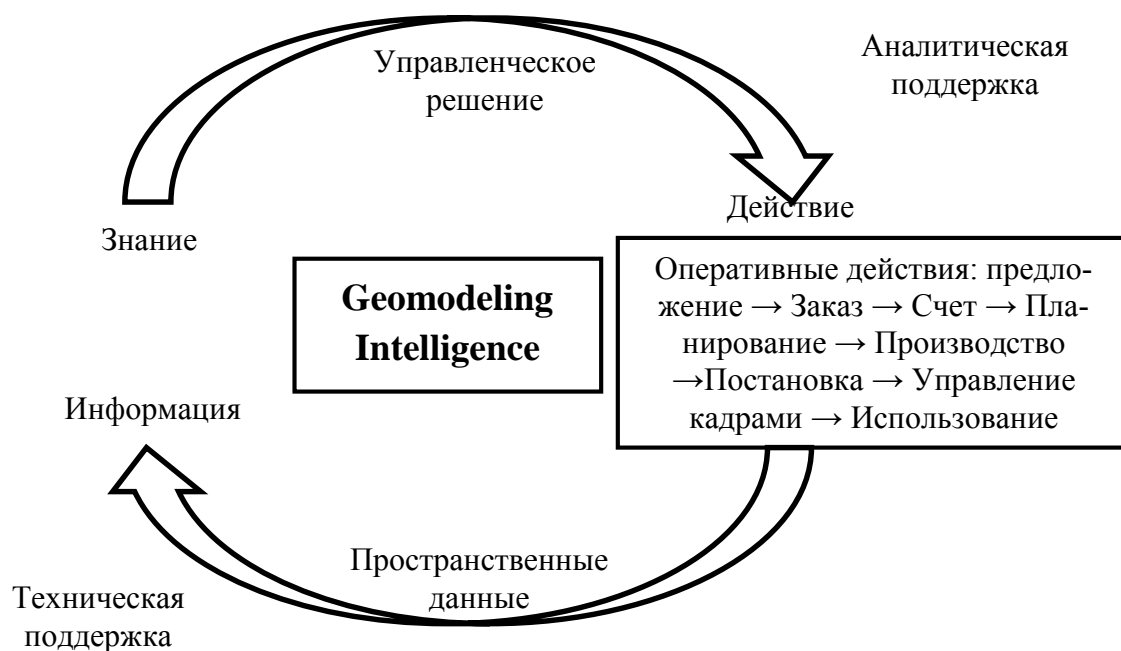 Управленческое
решение
Аналитическая
поддержка
Знание
Действие
Geomodeling
Intelligence
Оперативные действия: предло-
жение → Заказ → Счет → Пла-
нирование → Производство
→Постановка → Управление
кадрами → Использование
Информация
Пространственные
данные
Техническая
поддержка